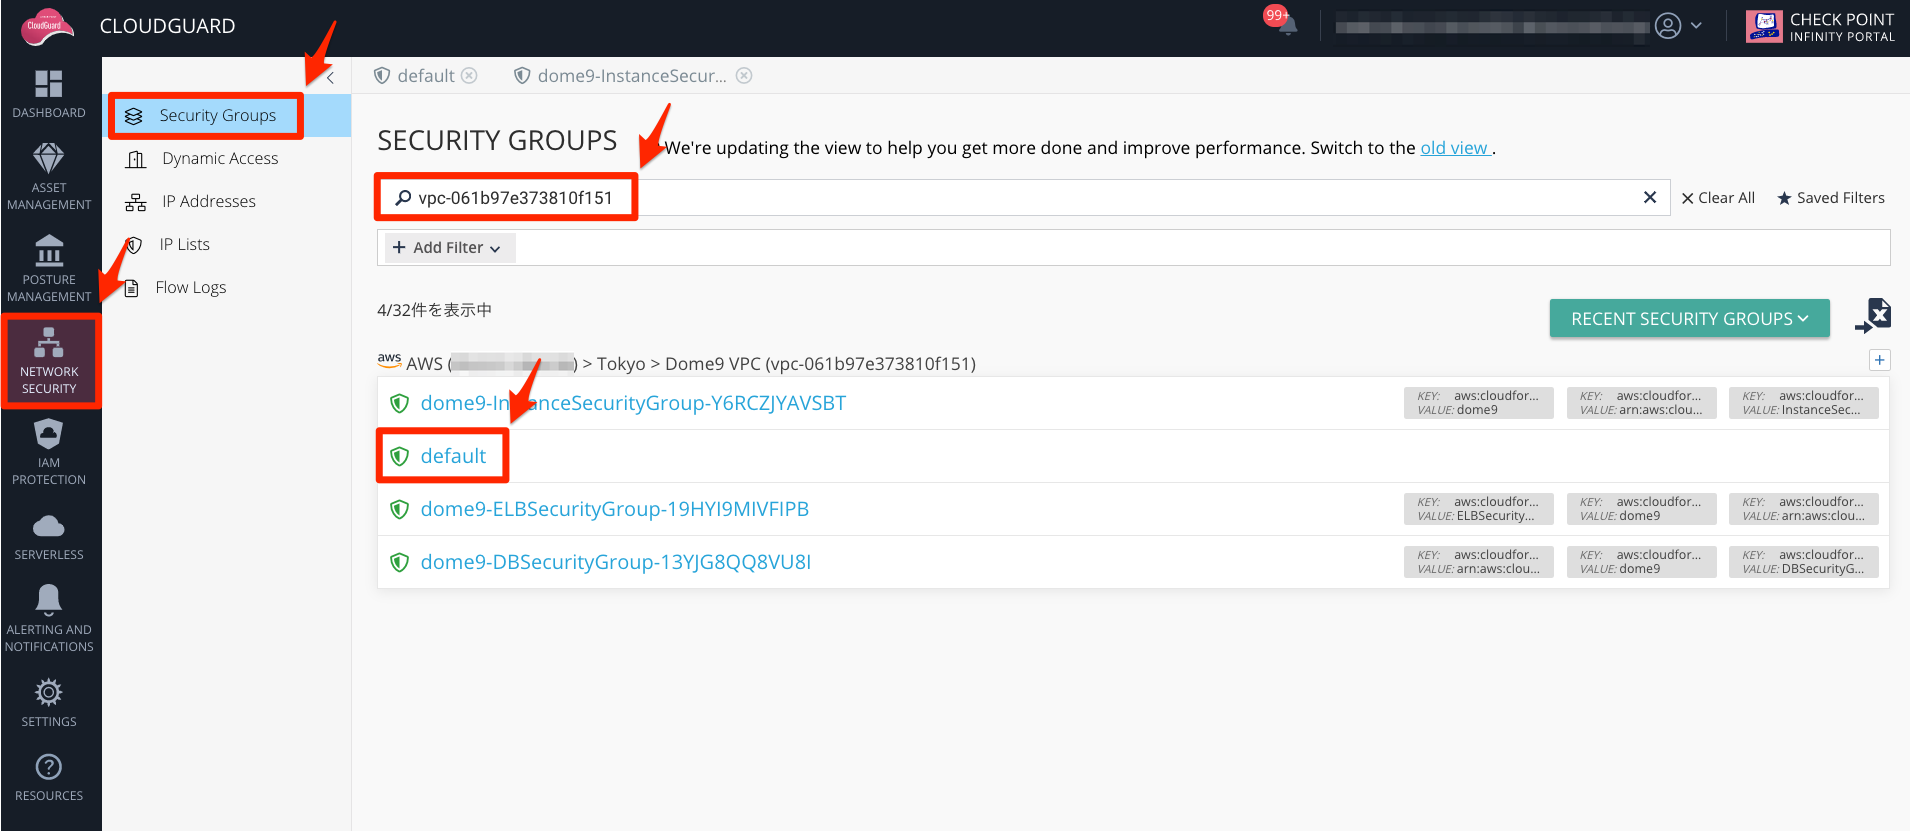 CloudGuard
CLOUDGUARD
99+
CHECK POINT
INFINITY PORTAL
DASHBOARD
ASSET
MANAGEMENT
POSTURE
MANAGEMENT
NETWORK
SECURITY
IAM
PROTECTION
SERVERLESS
ALERTING AND
NOTIFICATIONS
SETTINGS
RESOURCES
Security Groups
Dynamic Access
IP Addresses
IP Lists
Flow Logs
default
dome9-InstanceSecur...
SECURITY GROUPS
We're updating the view to help you get more done and improve performance. Switch to the old view .
vpc-061b97e373810f151
Clear All
Saved Filters
+ Add Filter
4/32件を表示中
RECENT SECURITY GROUPS
aws AWS ( ) > Tokyo > Dome9 VPC (vpc-061b97e373810f151)
dome9-InstanceSecurityGroup-Y6RCZJYAVSBT
KEY: aws:cloudfor...
VALUE: dome9
KEY: aws:cloudfor...
VALUE: arn:aws:clou...
KEY: aws:cloudfor...
VALUE: InstanceSec...
default
dome9-ELBSecurityGroup-19HYI9MIVFIPB
KEY: aws:cloudfor...
VALUE: ELBSecurity...
KEY: aws:cloudfor...
VALUE: dome9
KEY: aws:cloudfor...
VALUE: arn:aws:clou...
dome9-DBSecurityGroup-13YJG8QQ8VU8I
KEY: aws:cloudfor...
VALUE: arn:aws:clou...
KEY: aws:cloudfor...
VALUE: dome9
KEY: aws:cloudfor...
VALUE: DBSecurityG...